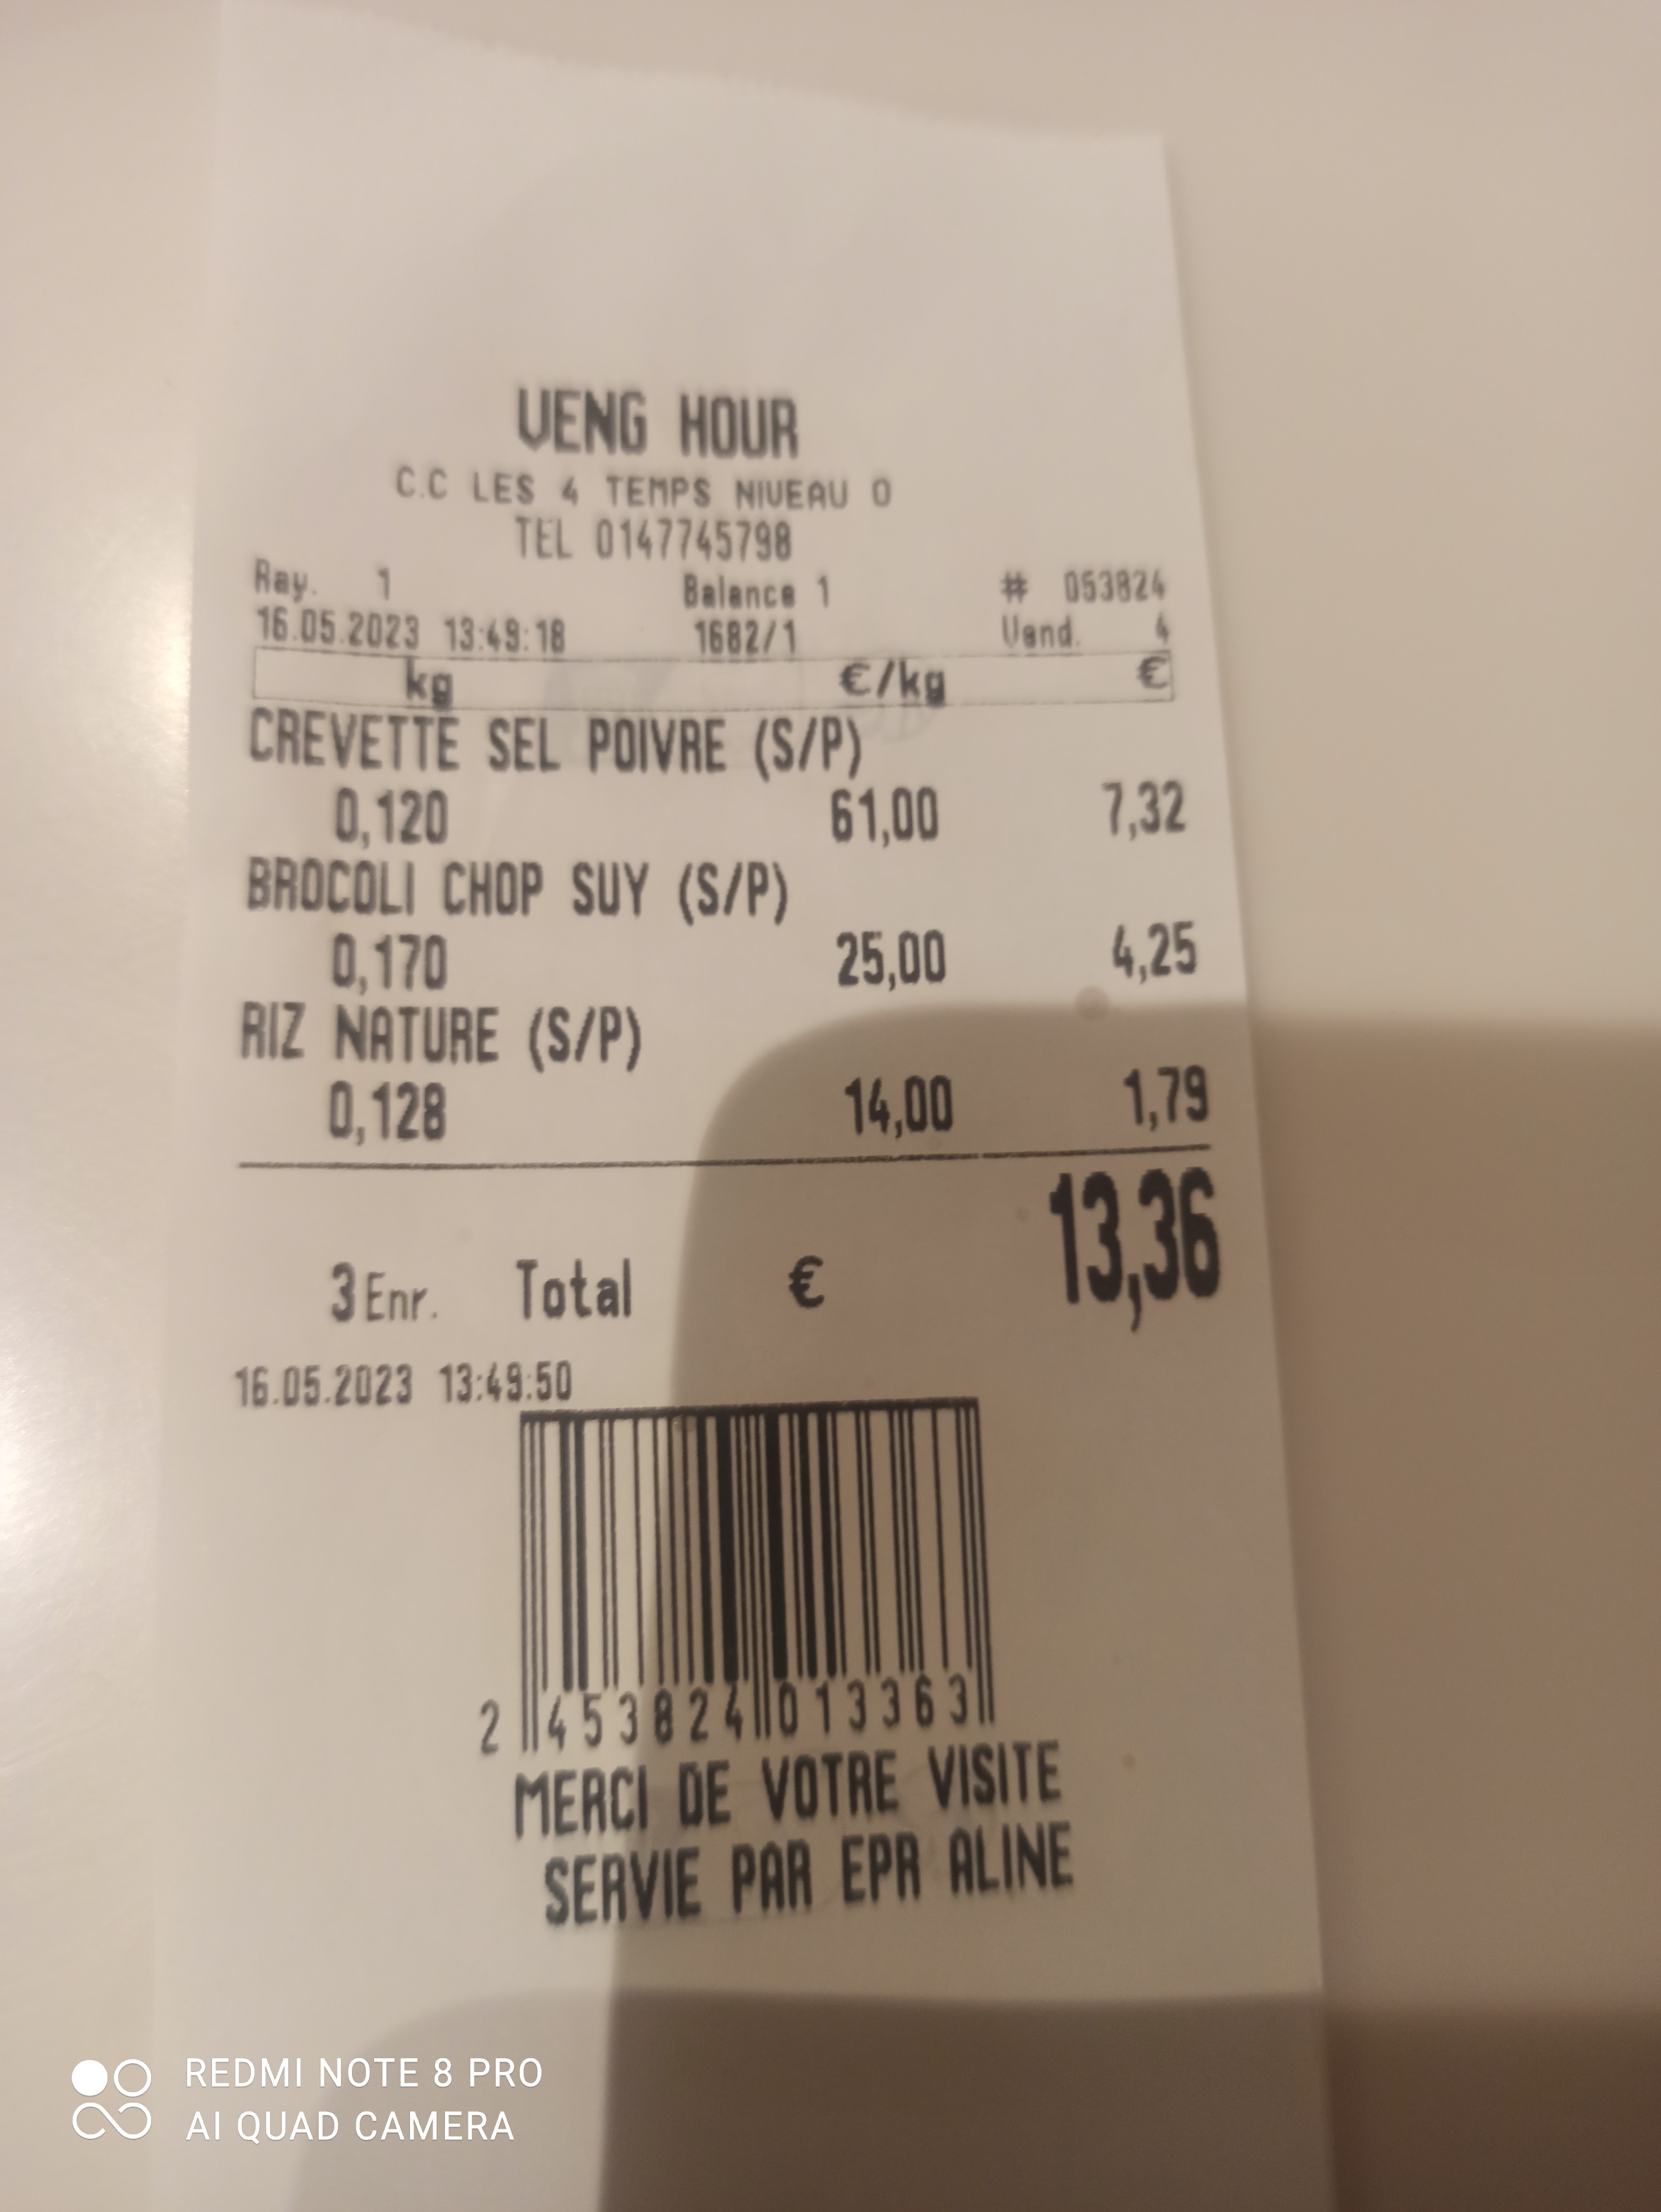 VENG HOUR
C.C LES 4 TEMPS NIVEAU 0
TEL 0147745798
Ray. 1 Balance 1 # 053824
16.05.2023 13:49:18 1682/1 Vend. 4
kg €/kg €
CREVETTE SEL POIVRE (S/P)
0,120 61,00 7,32
BROCOLI CHOP SUY (S/P)
0,170 25,00 4,25
RIZ NATURE (S/P)
0,128 14,00 1,79
3 Enr. Total € 13,36
16.05.2023 13:49:50
2 453824 013363
MERCI DE VOTRE VISITE
SERVIE PAR EPR ALINE
REDMI NOTE 8 PRO
AI QUAD CAMERA